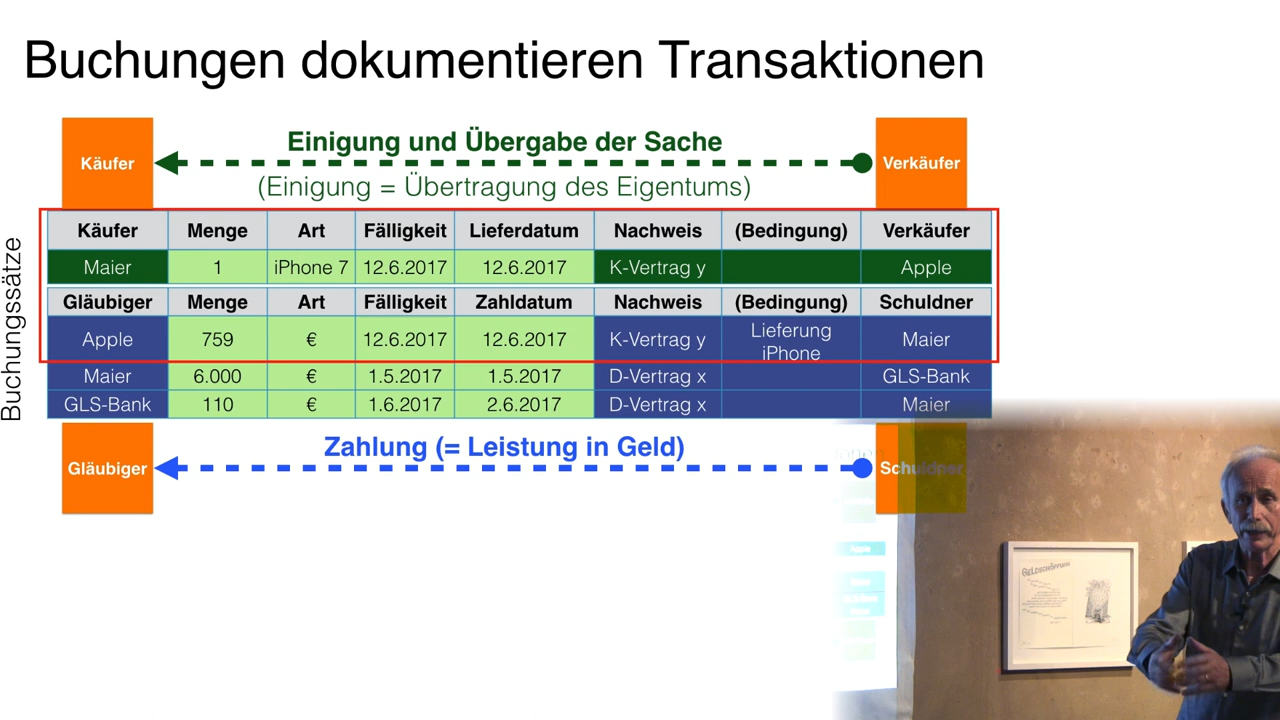 Buchungen dokumentieren Transaktionen
Käufer
Einigung und Übergabe der Sache
Verkäufer
(Einigung = Übertragung des Eigentums)
Buchungssätze
Käufer Menge Art Fälligkeit Lieferdatum Nachweis (Bedingung) Verkäufer
Maier 1 iPhone 7 12.6.2017 12.6.2017 K-Vertrag y Apple
Gläubiger Menge Art Fälligkeit Zahldatum Nachweis (Bedingung) Schuldner
Apple 759 € 12.6.2017 12.6.2017 K-Vertrag y Lieferung iPhone Maier
Maier 6.000 € 1.5.2017 1.5.2017 D-Vertrag x GLS-Bank
GLS-Bank 110 € 1.6.2017 2.6.2017 D-Vertrag x Maier
Zahlung (= Leistung in Geld)
Gläubiger
Schuldner
Apple
GELDSCHÖPFUNG